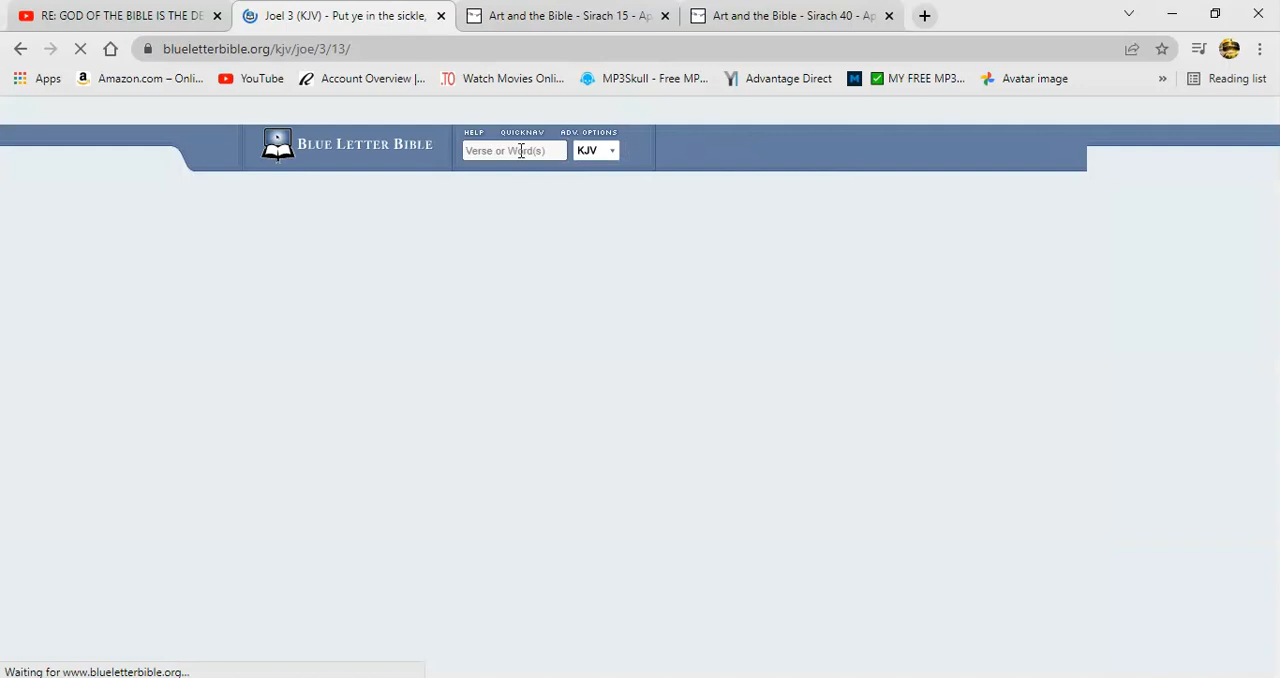 RE: GOD OF THE BIBLE IS THE DE
Joel 3 (KJV) - Put ye in the sickle,
Art and the Bible - Sirach 15 - Ap
Art and the Bible - Sirach 40 - Ap
blueletterbible.org/kjv/joe/3/13/
Apps
Amazon.com – Onli...
YouTube
Account Overview |...
.TO Watch Movies Onli...
MP3Skull - Free MP...
Advantage Direct
M
MY FREE MP3...
Avatar image
»
Reading list
HELP QUICKNAV ADV. OPTIONS
BLUE LETTER BIBLE
Verse or Word(s)
KJV
Waiting for www.blueletterbible.org...